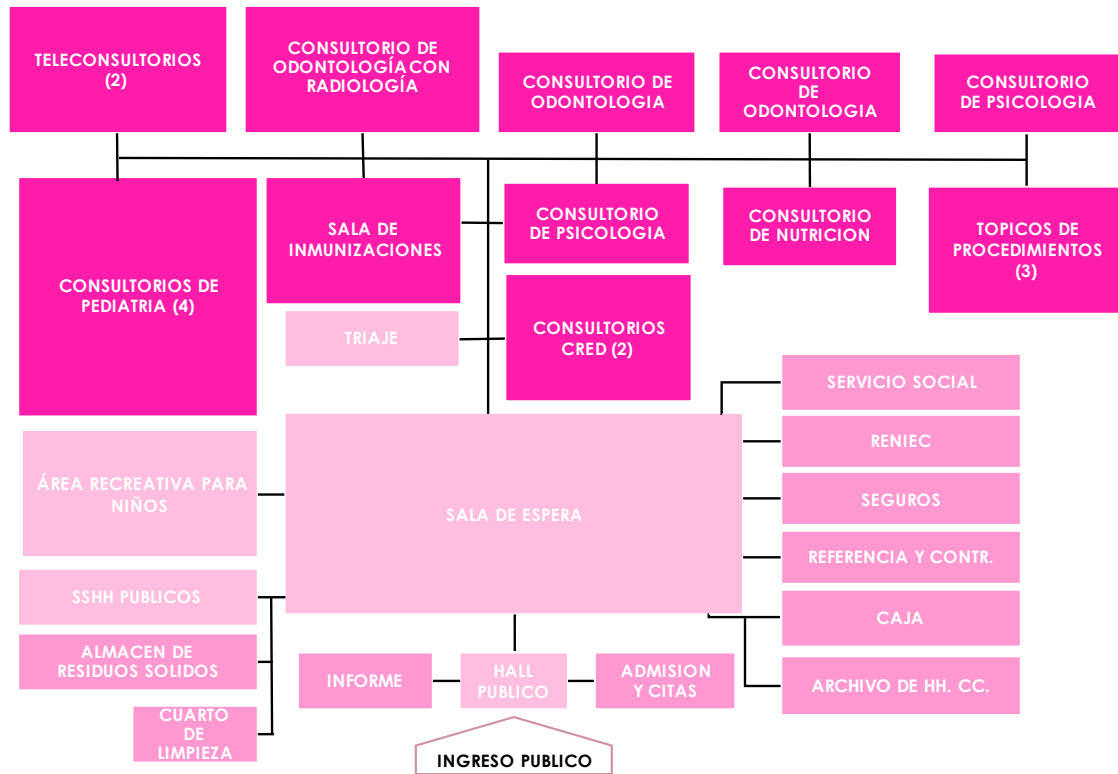 TELECONSULTORIOS
(2)
CONSULTORIO DE
ODONTOLOGÍA CON
RADIOLOGÍA
CONSULTORIO DE
ODONTOLOGIA
CONSULTORIO
DE
ODONTOLOGIA
CONSULTORIO
DE PSICOLOGIA
CONSULTORIOS DE
PEDIATRIA (4)
SALA DE
INMUNIZACIONES
CONSULTORIO
DE PSICOLOGIA
CONSULTORIO
DE NUTRICION
TOPICOS DE
PROCEDIMIENTOS
(3)
TRIAJE
CONSULTORIOS
CRED (2)
SERVICIO SOCIAL
RENIEC
ÁREA RECREATIVA PARA
NIÑOS
SALA DE ESPERA
SEGUROS
REFERENCIA Y CONTR.
SSHH PUBLICOS
CAJA
ALMACEN DE
RESIDUOS SOLIDOS
INFORME
HALL
PUBLICO
ADMISION
Y CITAS
ARCHIVO DE HH. CC.
CUARTO
DE
LIMPIEZA
INGRESO PUBLICO